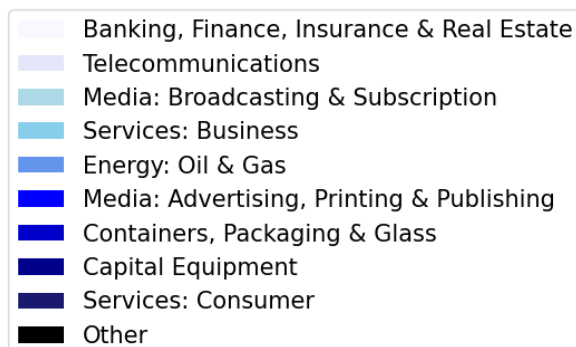 Banking, Finance, Insurance & Real Estate
Telecommunications
Media: Broadcasting & Subscription
Services: Business
Energy: Oil & Gas
Media: Advertising, Printing & Publishing
Containers, Packaging & Glass
Capital Equipment
Services: Consumer
Other